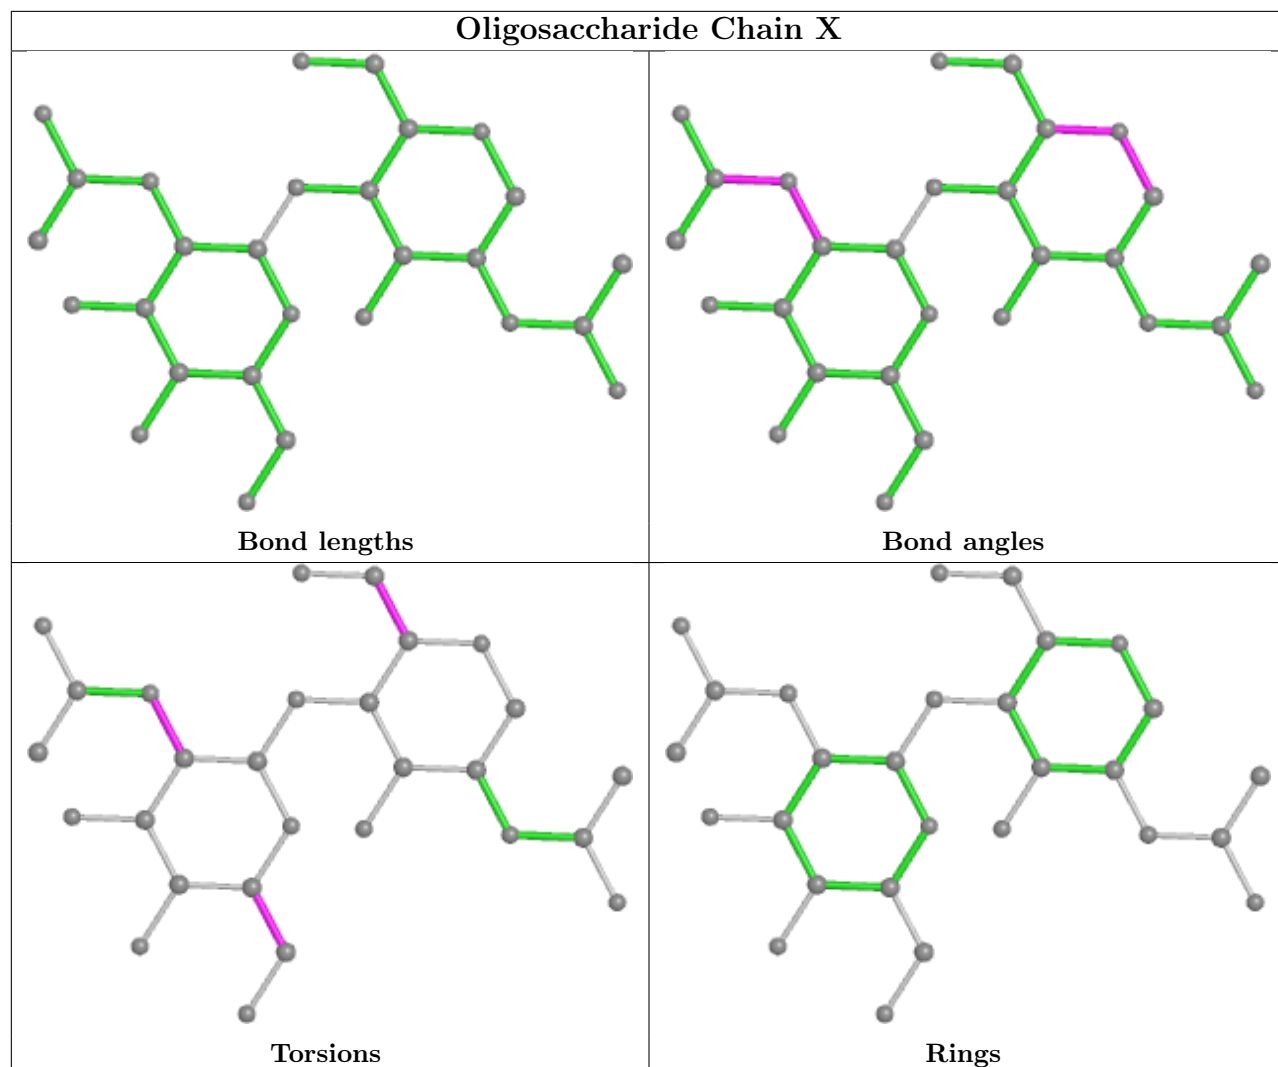 Oligosaccharide Chain X
Bond lengths
Bond angles
Torsions
Rings